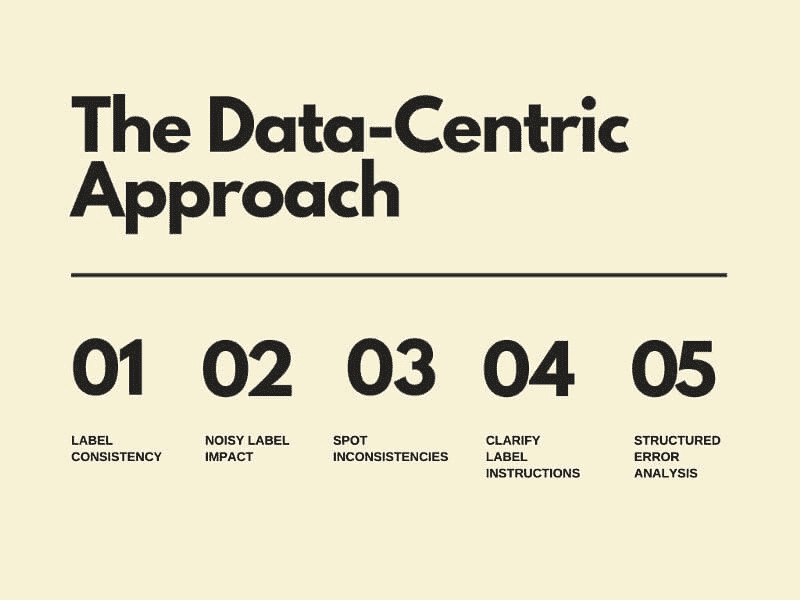 The Data-Centric
Approach
01
LABEL
CONSISTENCY
02
NOISY LABEL
IMPACT
03
SPOT
INCONSISTENCIES
04
CLARIFY
LABEL
INSTRUCTIONS
05
STRUCTURED
ERROR
ANALYSIS